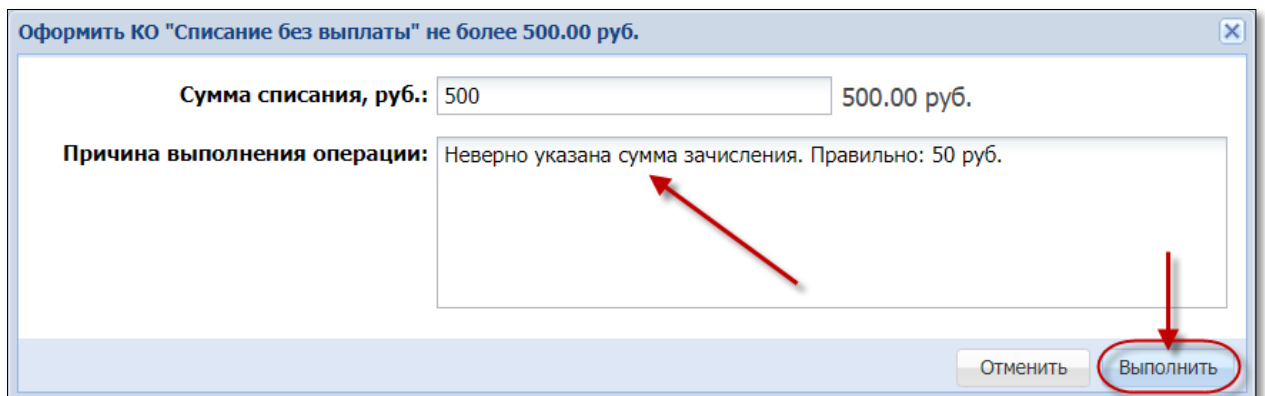 Оформить КО "Списание без выплаты" не более 500.00 руб.
Сумма списания, руб.: 500 500.00 руб.
Причина выполнения операции: Неверно указана сумма зачисления. Правильно: 50 руб.
Отменить Выполнить